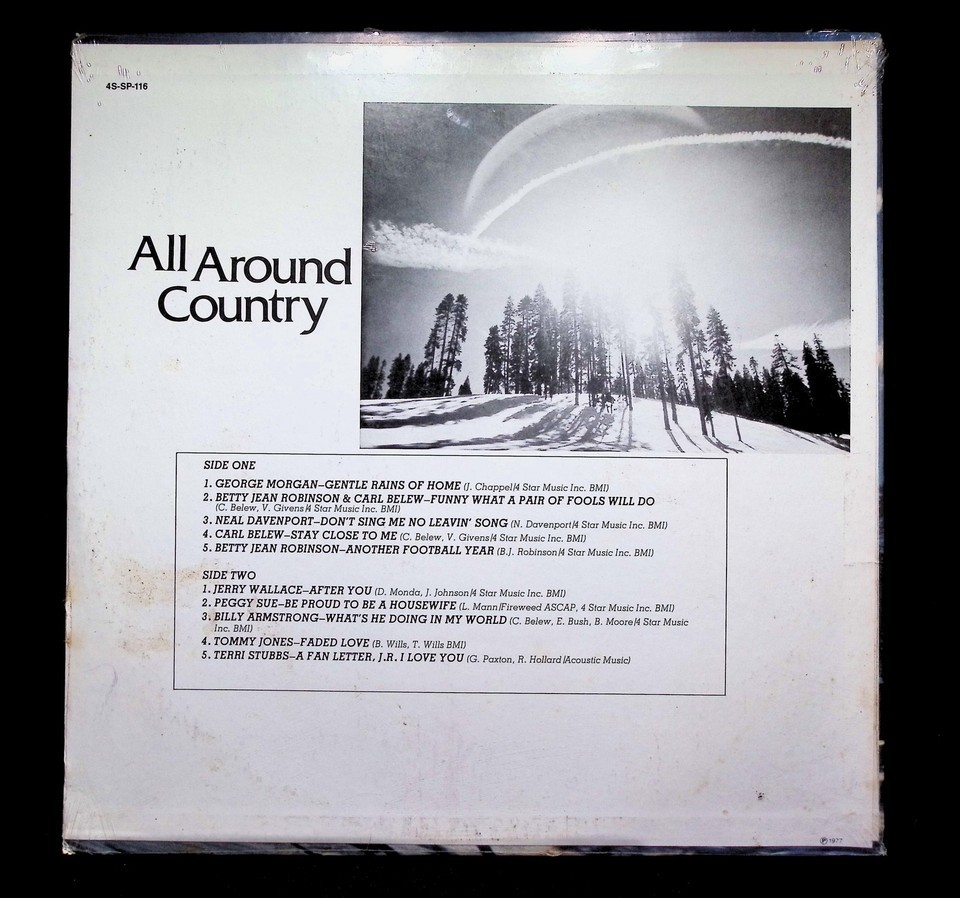 4S-SP-116
All Around
Country
SIDE ONE
1. GEORGE MORGAN–GENTLE RAINS OF HOME (J. Chappel/4 Star Music Inc. BMI)
2. BETTY JEAN ROBINSON & CARL BELEW–FUNNY WHAT A PAIR OF FOOLS WILL DO
(C. Belew, V. Givens/4 Star Music Inc. BMI)
3. NEAL DAVENPORT–DON'T SING ME NO LEAVIN' SONG (N. Davenport/4 Star Music Inc. BMI)
4. CARL BELEW–STAY CLOSE TO ME (C. Belew, V. Givens/4 Star Music Inc. BMI)
5. BETTY JEAN ROBINSON–ANOTHER FOOTBALL YEAR (B.J. Robinson/4 Star Music Inc. BMI)
SIDE TWO
1. JERRY WALLACE–AFTER YOU (D. Monda, J. Johnson/4 Star Music Inc. BMI)
2. PEGGY SUE–BE PROUD TO BE A HOUSEWIFE (L. Mann/Fireweed ASCAP, 4 Star Music Inc. BMI)
3. BILLY ARMSTRONG–WHAT'S HE DOING IN MY WORLD (C. Belew, E. Bush, B. Moore/4 Star Music
Inc. BMI)
4. TOMMY JONES–FADED LOVE (B. Wills, T. Wills BMI)
5. TERRI STUBBS–A FAN LETTER, J.R. I LOVE YOU (G. Paxton, R. Hollard/Acoustic Music)
℗ 1977